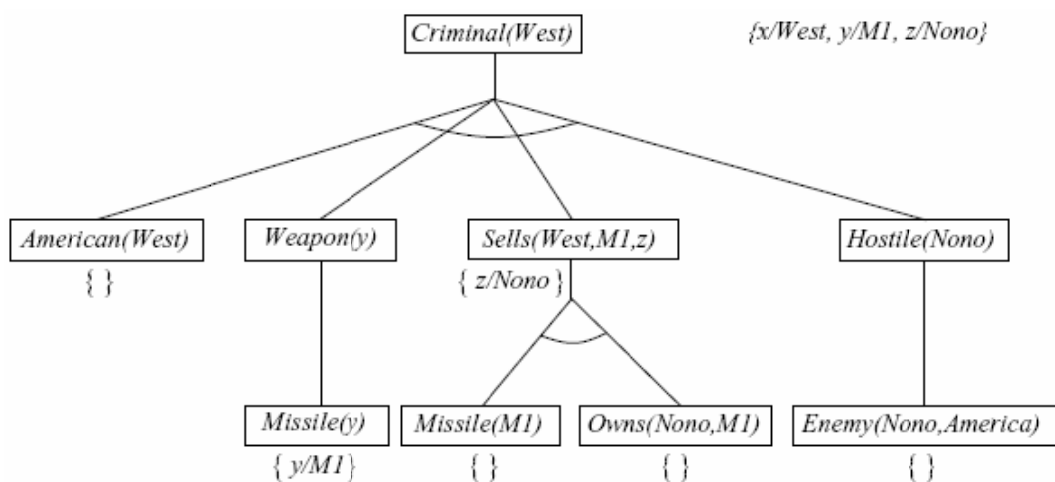 Criminal(West)
{x/West, y/M1, z/Nono}
American(West)
Weapon(y)
Sells(West,M1,z)
Hostile(Nono)
{ }
{ z/Nono }
Missile(y)
Missile(M1)
Owns(Nono,M1)
Enemy(Nono,America)
{ y/M1}
{ }
{ }
{ }